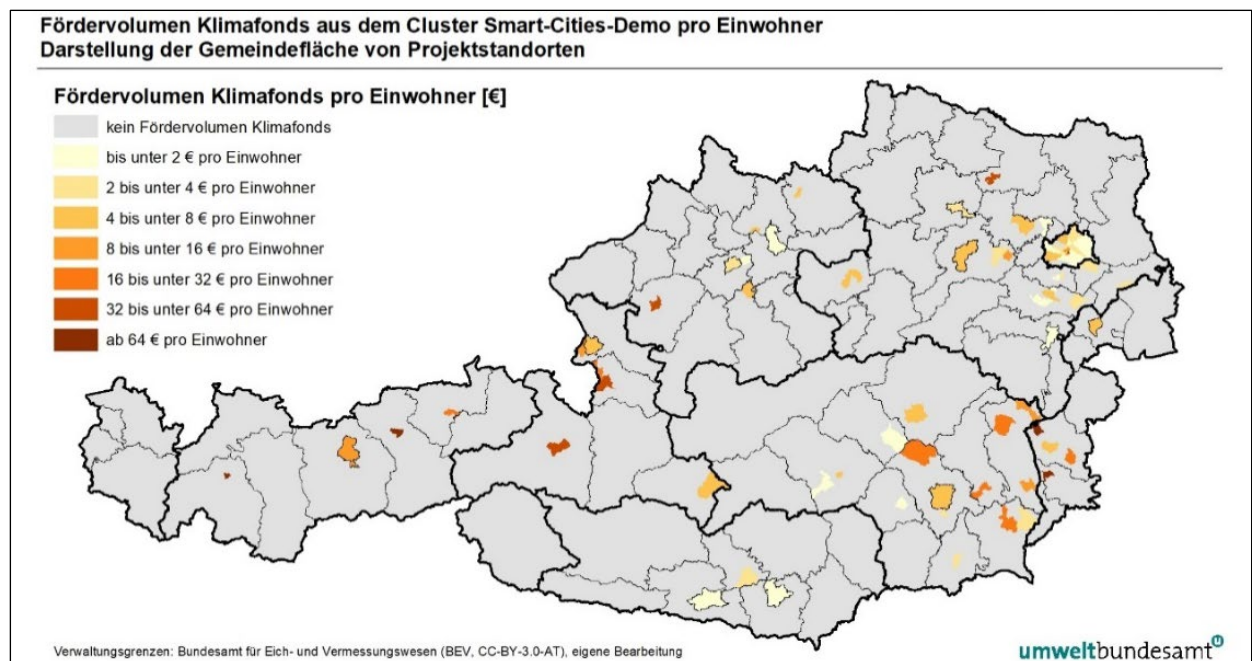 Fördervolumen Klimafonds aus dem Cluster Smart-Cities-Demo pro Einwohner
Darstellung der Gemeindefläche von Projektstandorten
Fördervolumen Klimafonds pro Einwohner [€]
kein Fördervolumen Klimafonds
bis unter 2 € pro Einwohner
2 bis unter 4 € pro Einwohner
4 bis unter 8 € pro Einwohner
8 bis unter 16 € pro Einwohner
16 bis unter 32 € pro Einwohner
32 bis unter 64 € pro Einwohner
ab 64 € pro Einwohner
Verwaltungsgrenzen: Bundesamt für Eich- und Vermessungswesen (BEV, CC-BY-3.0-AT), eigene Bearbeitung
umweltbundesamt